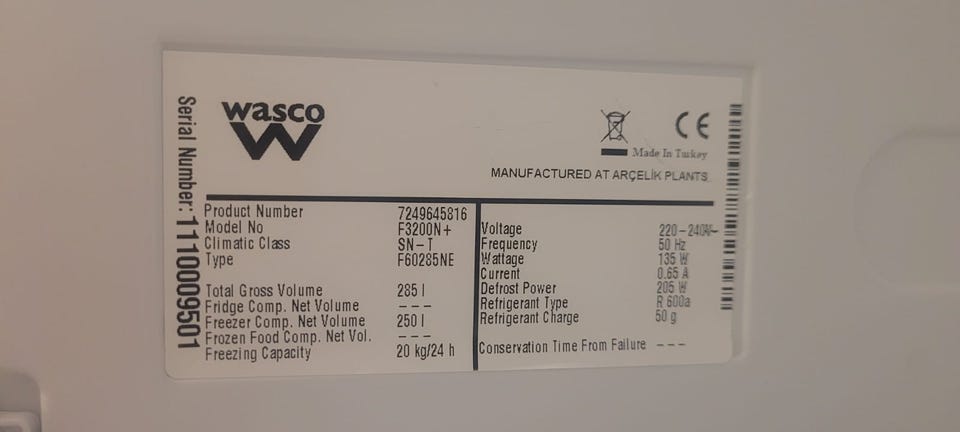 wasco
CE
Made In Turkey
MANUFACTURED AT ARÇELİK PLANTS
Serial Number: 1110009501
Product Number 7249645816
Model No F3200N+
Climatic Class SN-T
Type F60285NE
Total Gross Volume 285 l
Fridge Comp. Net Volume ---
Freezer Comp. Net Volume 250 l
Frozen Food Comp. Net Vol. ---
Freezing Capacity 20 kg/24 h
Voltage 220-240V~
Frequency 50 Hz
Wattage 135 W
Current 0.65 A
Defrost Power 205 W
Refrigerant Type R 600a
Refrigerant Charge 50 g
Conservation Time From Failure ---